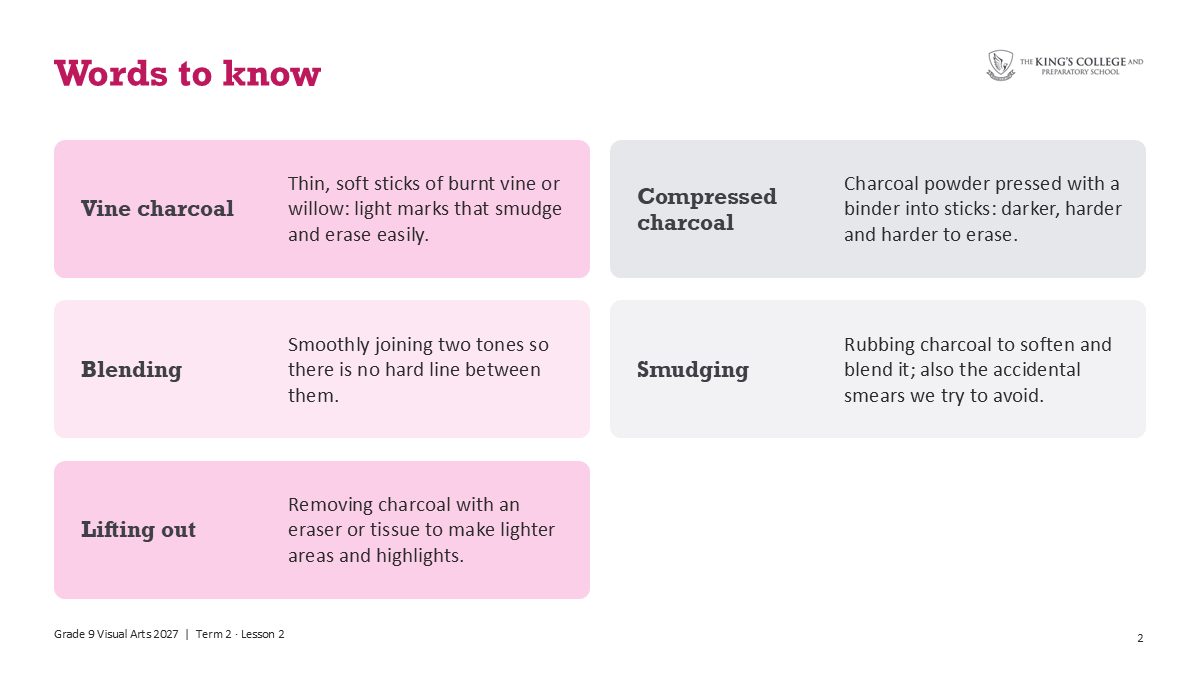 Words to know
THE KING'S COLLEGE AND
PREPARATORY SCHOOL
Vine charcoal
Thin, soft sticks of burnt vine or
willow: light marks that smudge
and erase easily.
Compressed
charcoal
Charcoal powder pressed with a
binder into sticks: darker, harder
and harder to erase.
Blending
Smoothly joining two tones so
there is no hard line between
them.
Smudging
Rubbing charcoal to soften and
blend it; also the accidental
smears we try to avoid.
Lifting out
Removing charcoal with an
eraser or tissue to make lighter
areas and highlights.
Grade 9 Visual Arts 2027 | Term 2 · Lesson 2
2